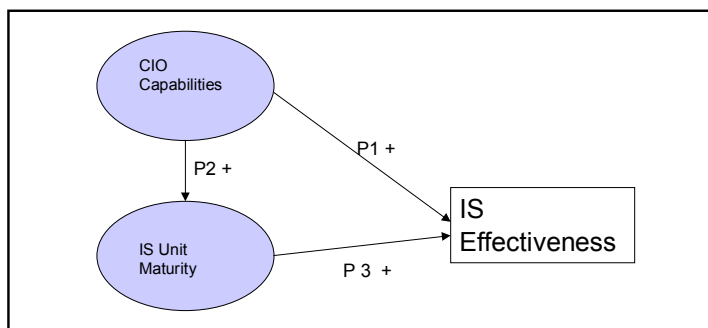 CIO
Capabilities
P1 +
P2 +
IS
Effectiveness
IS Unit
Maturity
P 3 +